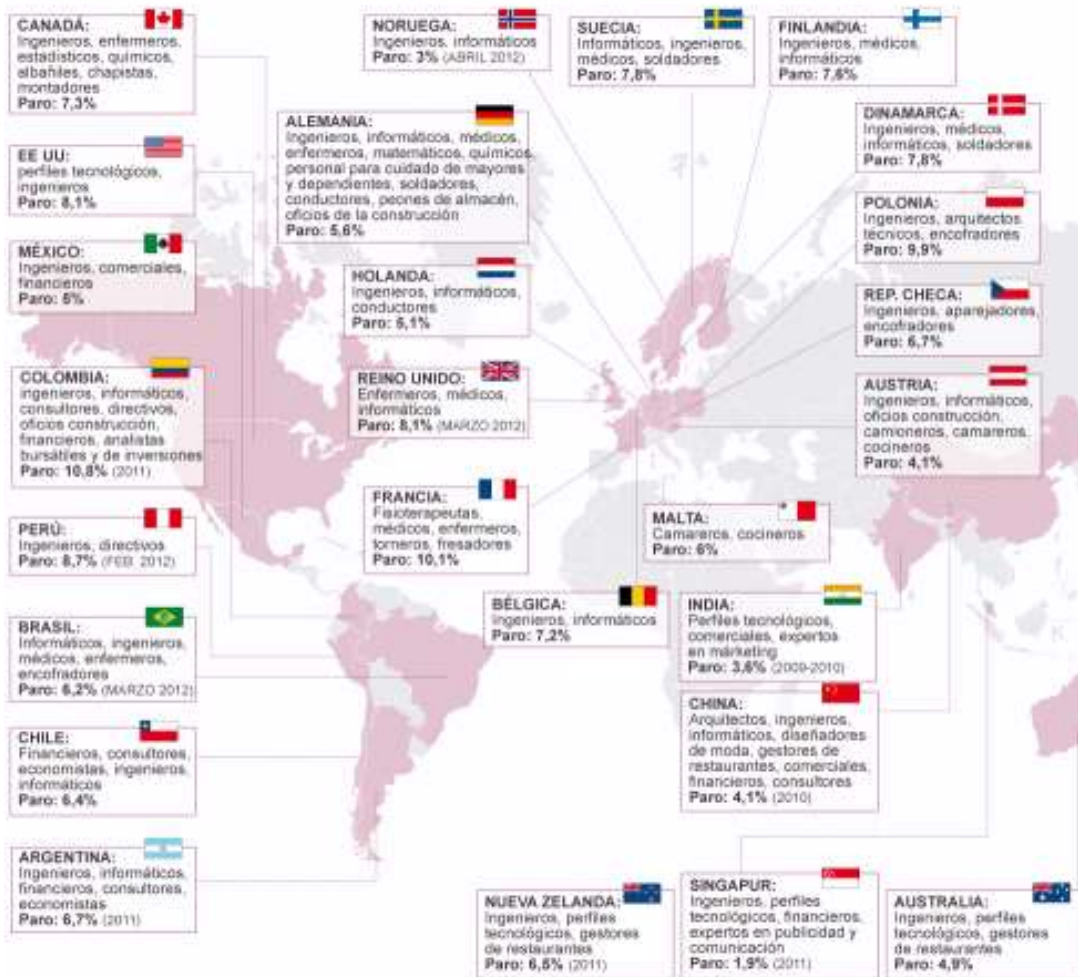 CANADÁ:
Ingenieros, enfermeros,
estadísticos, químicos,
albañiles, chapistas,
montadores
Paro: 7,3%
NORUEGA:
Ingenieros, informáticos
Paro: 3% (ABRIL 2012)
SUECIA:
Informáticos, ingenieros,
médicos, soldadores
Paro: 7,8%
FINLANDIA:
Ingenieros, médicos,
informáticos
Paro: 7,6%
ALEMANIA:
Ingenieros, informáticos, médicos,
enfermeros, matemáticos, químicos,
personal para cuidado de mayores
y dependientes, soldadores,
conductores, peones de almacén,
oficios de la construcción
Paro: 5,6%
DINAMARCA:
Ingenieros, médicos,
informáticos, soldadores
Paro: 7,8%
EE UU:
perfiles tecnológicos,
ingenieros
Paro: 8,1%
POLONIA:
Ingenieros, arquitectos
técnicos, encofradores
Paro: 9,9%
MÉXICO:
Ingenieros, comerciales,
financieros
Paro: 5%
HOLANDA:
Ingenieros, informáticos,
conductores
Paro: 5,1%
REP. CHECA:
Ingenieros, aparejadores,
encofradores
Paro: 6,7%
COLOMBIA:
ingenieros, informáticos,
consultores, directivos,
oficios construcción,
financieros, analistas
bursátiles y de inversiones
Paro: 10,8% (2011)
REINO UNIDO:
Enfermeros, médicos,
informáticos
Paro: 8,1% (MARZO 2012)
AUSTRIA:
Ingenieros, informáticos,
oficios construcción,
camioneros, camareros,
cocineros
Paro: 4,1%
PERÚ:
Ingenieros, directivos
Paro: 8,7% (FEB. 2012)
FRANCIA:
Fisioterapeutas,
médicos, enfermeros,
torneros, fresadores
Paro: 10,1%
MALTA:
Camareros, cocineros
Paro: 6%
BRASIL:
Informáticos, ingenieros,
médicos, enfermeros,
encofradores
Paro: 6,2% (MARZO 2012)
BÉLGICA:
Ingenieros, informáticos
Paro: 7,2%
INDIA:
Perfiles tecnológicos,
comerciales, expertos
en márketing
Paro: 3,6% (2009-2010)
CHILE:
Financieros, consultores,
economistas, ingenieros,
informáticos
Paro: 6,4%
CHINA:
Arquitectos, ingenieros,
informáticos, diseñadores
de moda, gestores de
restaurantes, comerciales,
financieros, consultores
Paro: 4,1% (2010)
ARGENTINA:
Ingenieros, informáticos,
financieros, consultores,
economistas
Paro: 6,7% (2011)
NUEVA ZELANDA:
Ingenieros, perfiles
tecnológicos, gestores
de restaurantes
Paro: 6,5% (2011)
SINGAPUR:
Ingenieros, perfiles
tecnológicos, financieros,
expertos en publicidad y
comunicación
Paro: 1,9% (2011)
AUSTRALIA:
Ingenieros, perfiles
tecnológicos, gestores
de restaurantes
Paro: 4,9%